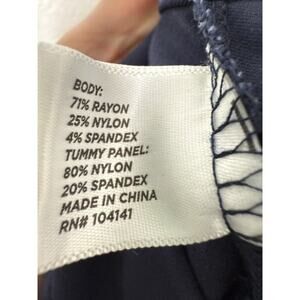 BODY:
71% RAYON
25% NYLON
4% SPANDEX
TUMMY PANEL:
80% NYLON
20% SPANDEX
MADE IN CHINA
RN# 104141